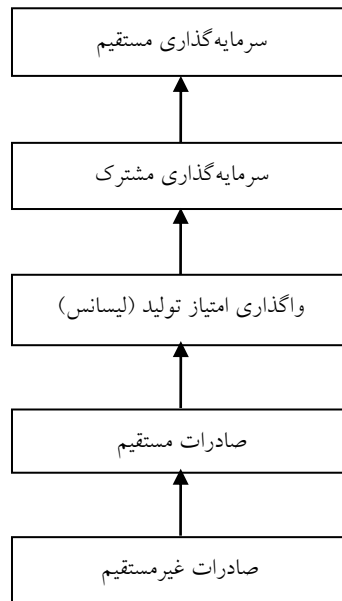 سرمایه‌گذاری مستقیم
سرمایه‌گذاری مشترک
واگذاری امتیاز تولید (لیسانس)
صادرات مستقیم
صادرات غیرمستقیم